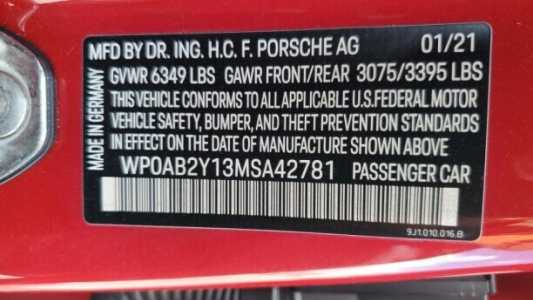 MFD BY DR. ING. H.C. F. PORSCHE AG 01/21
GVWR 6349 LBS GAWR FRONT/REAR 3075/3395 LBS
THIS VEHICLE CONFORMS TO ALL APPLICABLE U.S.FEDERAL MOTOR
VEHICLE SAFETY, BUMPER, AND THEFT PREVENTION STANDARDS
IN EFFECT ON THE DATE OF MANUFACTURE SHOWN ABOVE
WP0AB2Y13MSA42781 PASSENGER CAR
MADE IN GERMANY
9J1.010.016.B